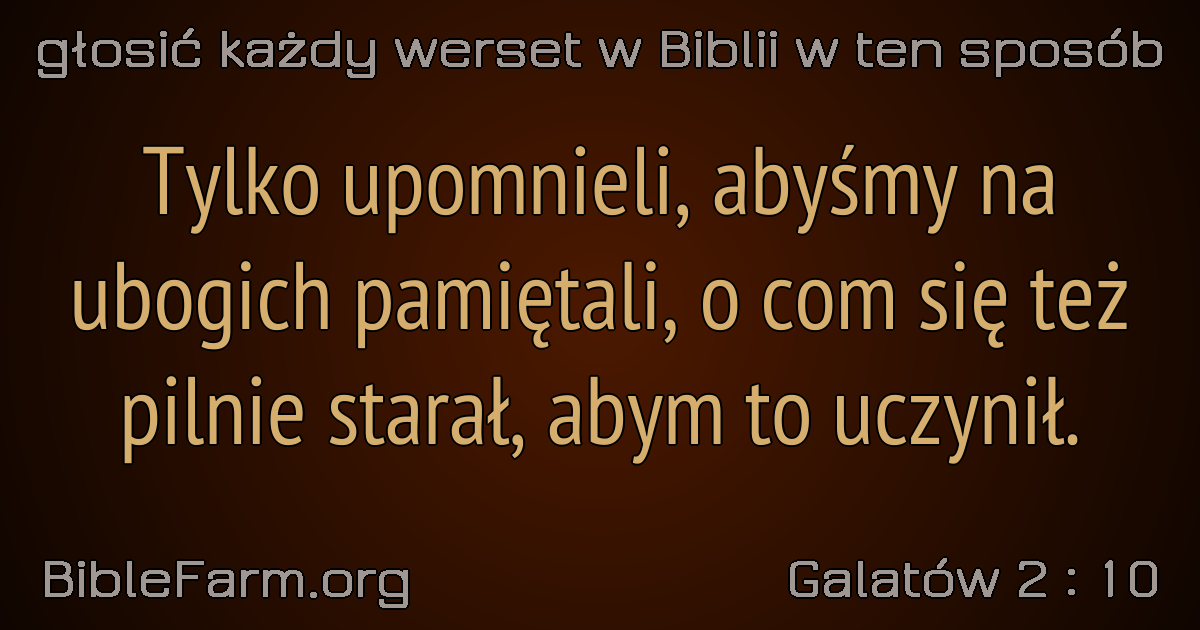 głosić każdy werset w Biblii w ten sposób
Tylko upomnieli, abyśmy na
ubogich pamiętali, o com się też
pilnie starał, abym to uczynił.
BibleFarm.org
Galatów 2 : 10